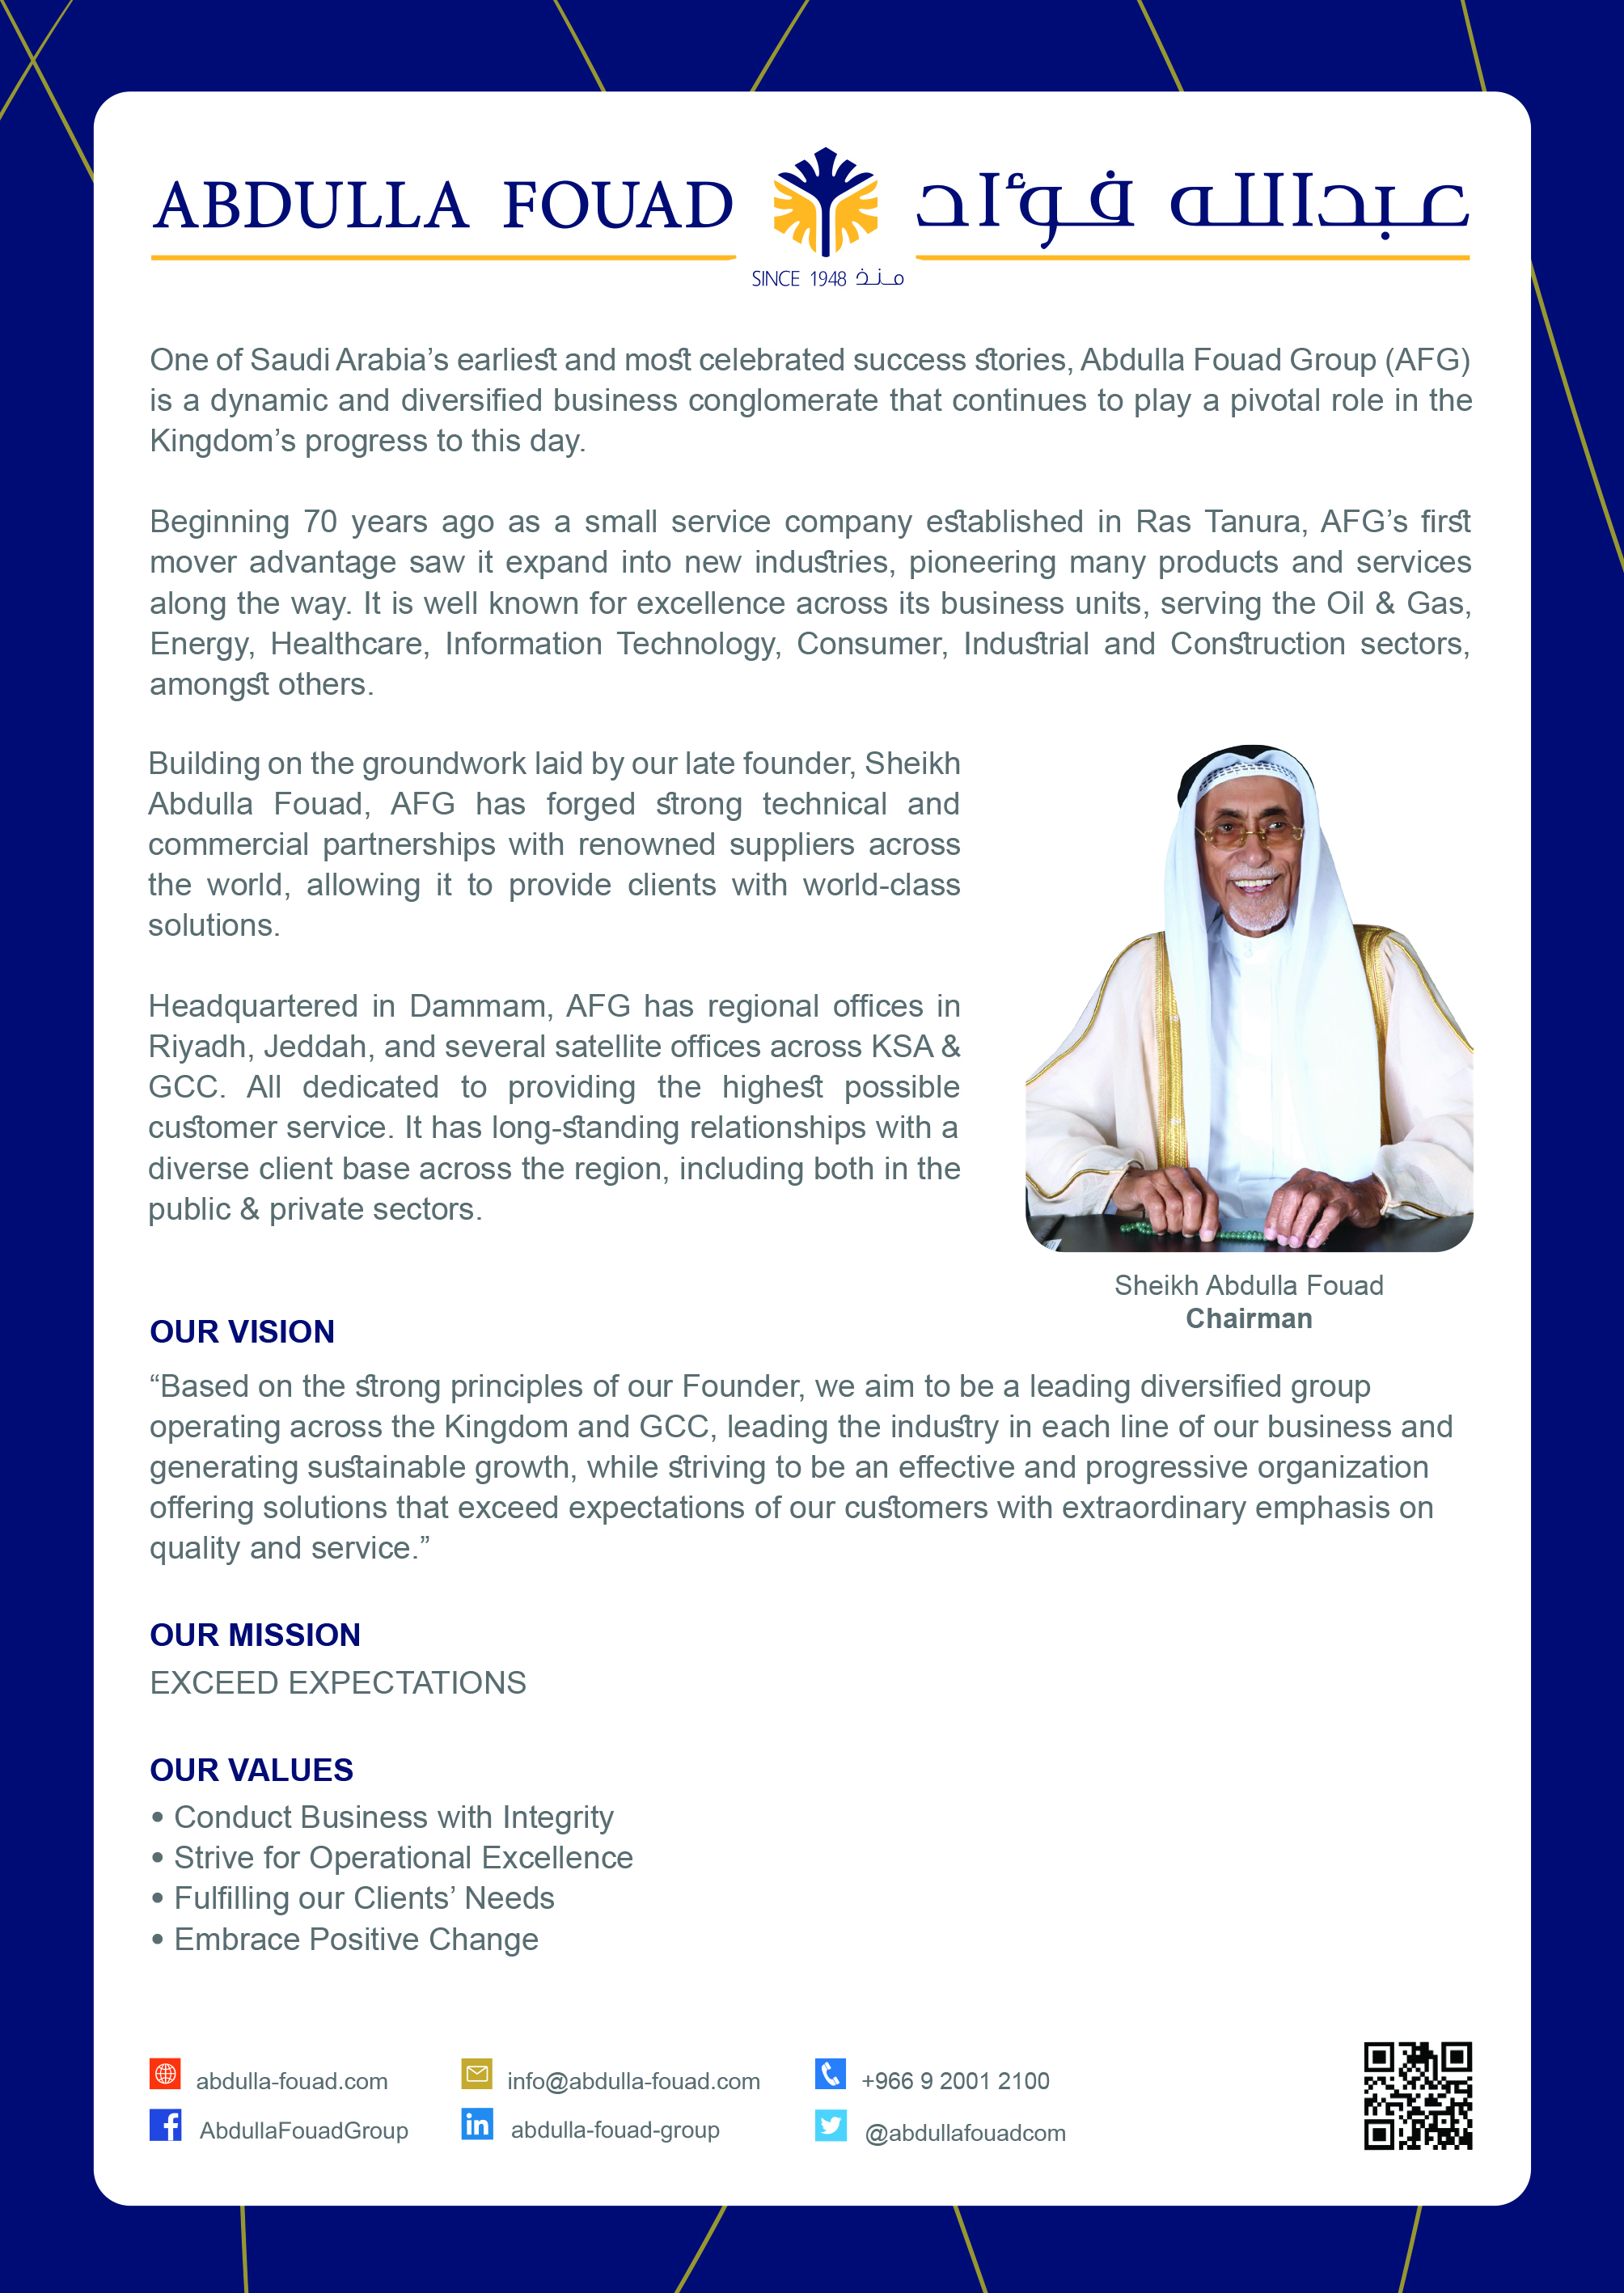 ABDULLA FOUAD
عبدالله فؤاد
SINCE 1948 منذ
One of Saudi Arabia’s earliest and most celebrated success stories, Abdulla Fouad Group (AFG)
is a dynamic and diversified business conglomerate that continues to play a pivotal role in the
Kingdom’s progress to this day.
Beginning 70 years ago as a small service company established in Ras Tanura, AFG’s first
mover advantage saw it expand into new industries, pioneering many products and services
along the way. It is well known for excellence across its business units, serving the Oil & Gas,
Energy, Healthcare, Information Technology, Consumer, Industrial and Construction sectors,
amongst others.
Building on the groundwork laid by our late founder, Sheikh
Abdulla Fouad, AFG has forged strong technical and
commercial partnerships with renowned suppliers across
the world, allowing it to provide clients with world-class
solutions.
Headquartered in Dammam, AFG has regional offices in
Riyadh, Jeddah, and several satellite offices across KSA &
GCC. All dedicated to providing the highest possible
customer service. It has long-standing relationships with a
diverse client base across the region, including both in the
public & private sectors.
Sheikh Abdulla Fouad
Chairman
OUR VISION
“Based on the strong principles of our Founder, we aim to be a leading diversified group
operating across the Kingdom and GCC, leading the industry in each line of our business and
generating sustainable growth, while striving to be an effective and progressive organization
offering solutions that exceed expectations of our customers with extraordinary emphasis on
quality and service.”
OUR MISSION
EXCEED EXPECTATIONS
OUR VALUES
• Conduct Business with Integrity
• Strive for Operational Excellence
• Fulfilling our Clients’ Needs
• Embrace Positive Change
abdulla-fouad.com
info@abdulla-fouad.com
+966 9 2001 2100
AbdullaFouadGroup
abdulla-fouad-group
@abdullafouadcom